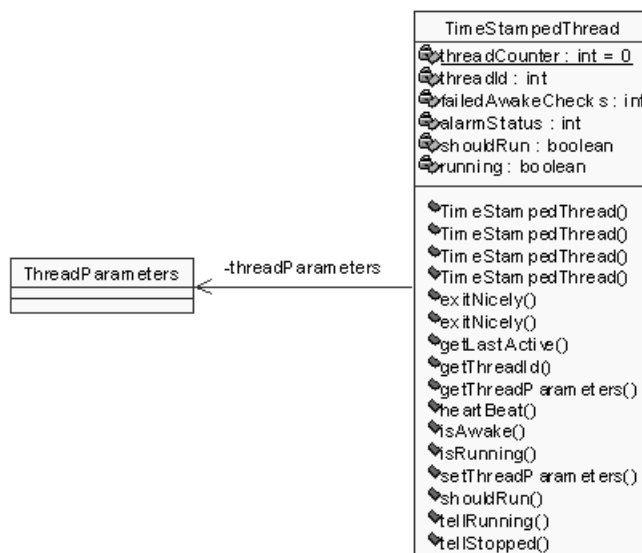 TimeStampedThread
threadCounter : int = 0
threadId : int
failedAwakeChecks : int
alarmStatus : int
shouldRun : boolean
running : boolean
TimeStampedThread()
TimeStampedThread()
TimeStampedThread()
TimeStampedThread()
exitNicely()
exitNicely()
getLastActive()
getThreadId()
getThreadParameters()
heartBeat()
isAwake()
isRunning()
setThreadParameters()
shouldRun()
tellRunning()
tellStopped()
-threadParameters
ThreadParameters